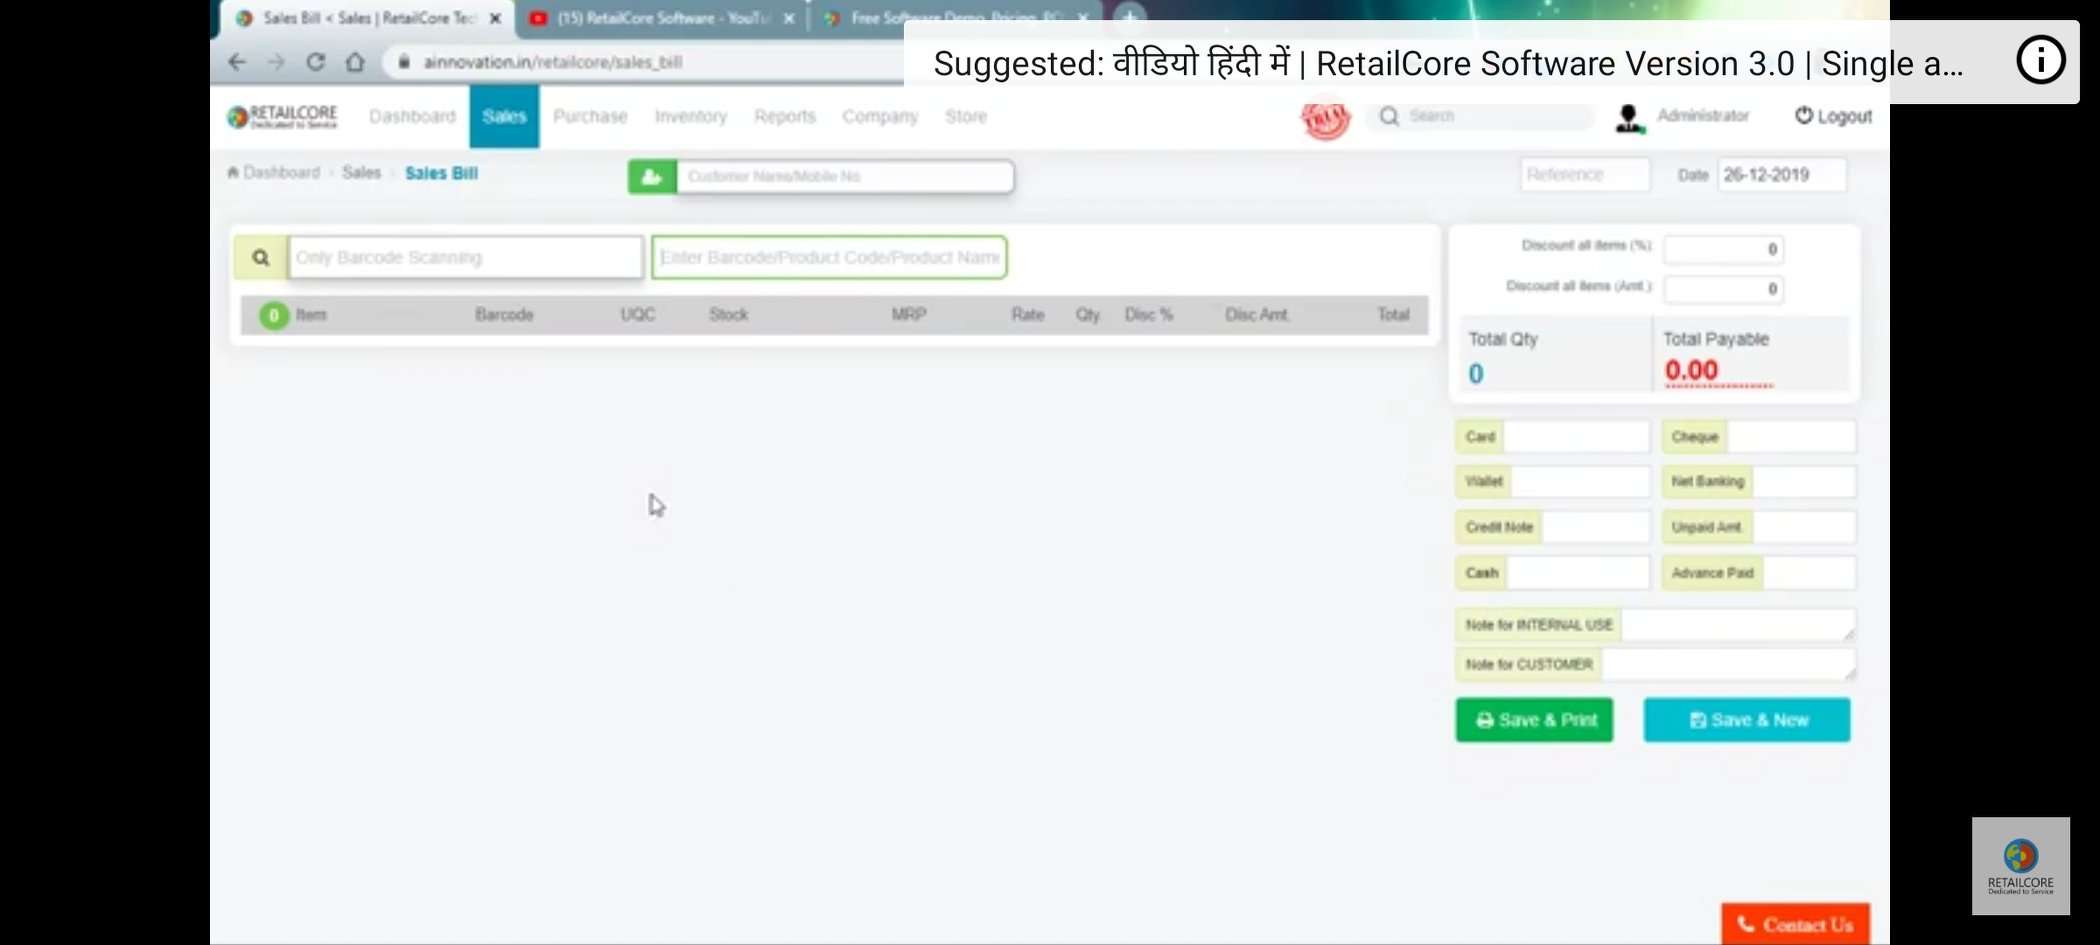 Sales Bill < Sales | RetailCore Tec
(15) RetailCore Software - YouTu
Free Software Demo, Pricing, PO
ainnovation.in/retailcore/sales_bill
Suggested: वीडियो हिंदी में | RetailCore Software Version 3.0 | Single a...
RETAILCORE
Dedicated to Service
Dashboard
Sales
Purchase
Inventory
Reports
Company
Store
TRIAL
Search
Administrator
Logout
Dashboard
Sales
Sales Bill
Customer Name/Mobile No.
Reference
Date 26-12-2019
Only Barcode Scanning
Enter Barcode/Product Code/Product Name
0 Item Barcode UQC Stock MRP Rate Qty Disc % Disc Amt. Total
Discount all items (%) 0
Discount all items (Amt.) 0
Total Qty
0
Total Payable
0.00
Card
Cheque
Wallet
Net Banking
Credit Note
Unpaid Amt.
Cash
Advance Paid
Note for INTERNAL USE
Note for CUSTOMER
Save & Print
Save & New
Contact Us
RETAILCORE
Dedicated to Service